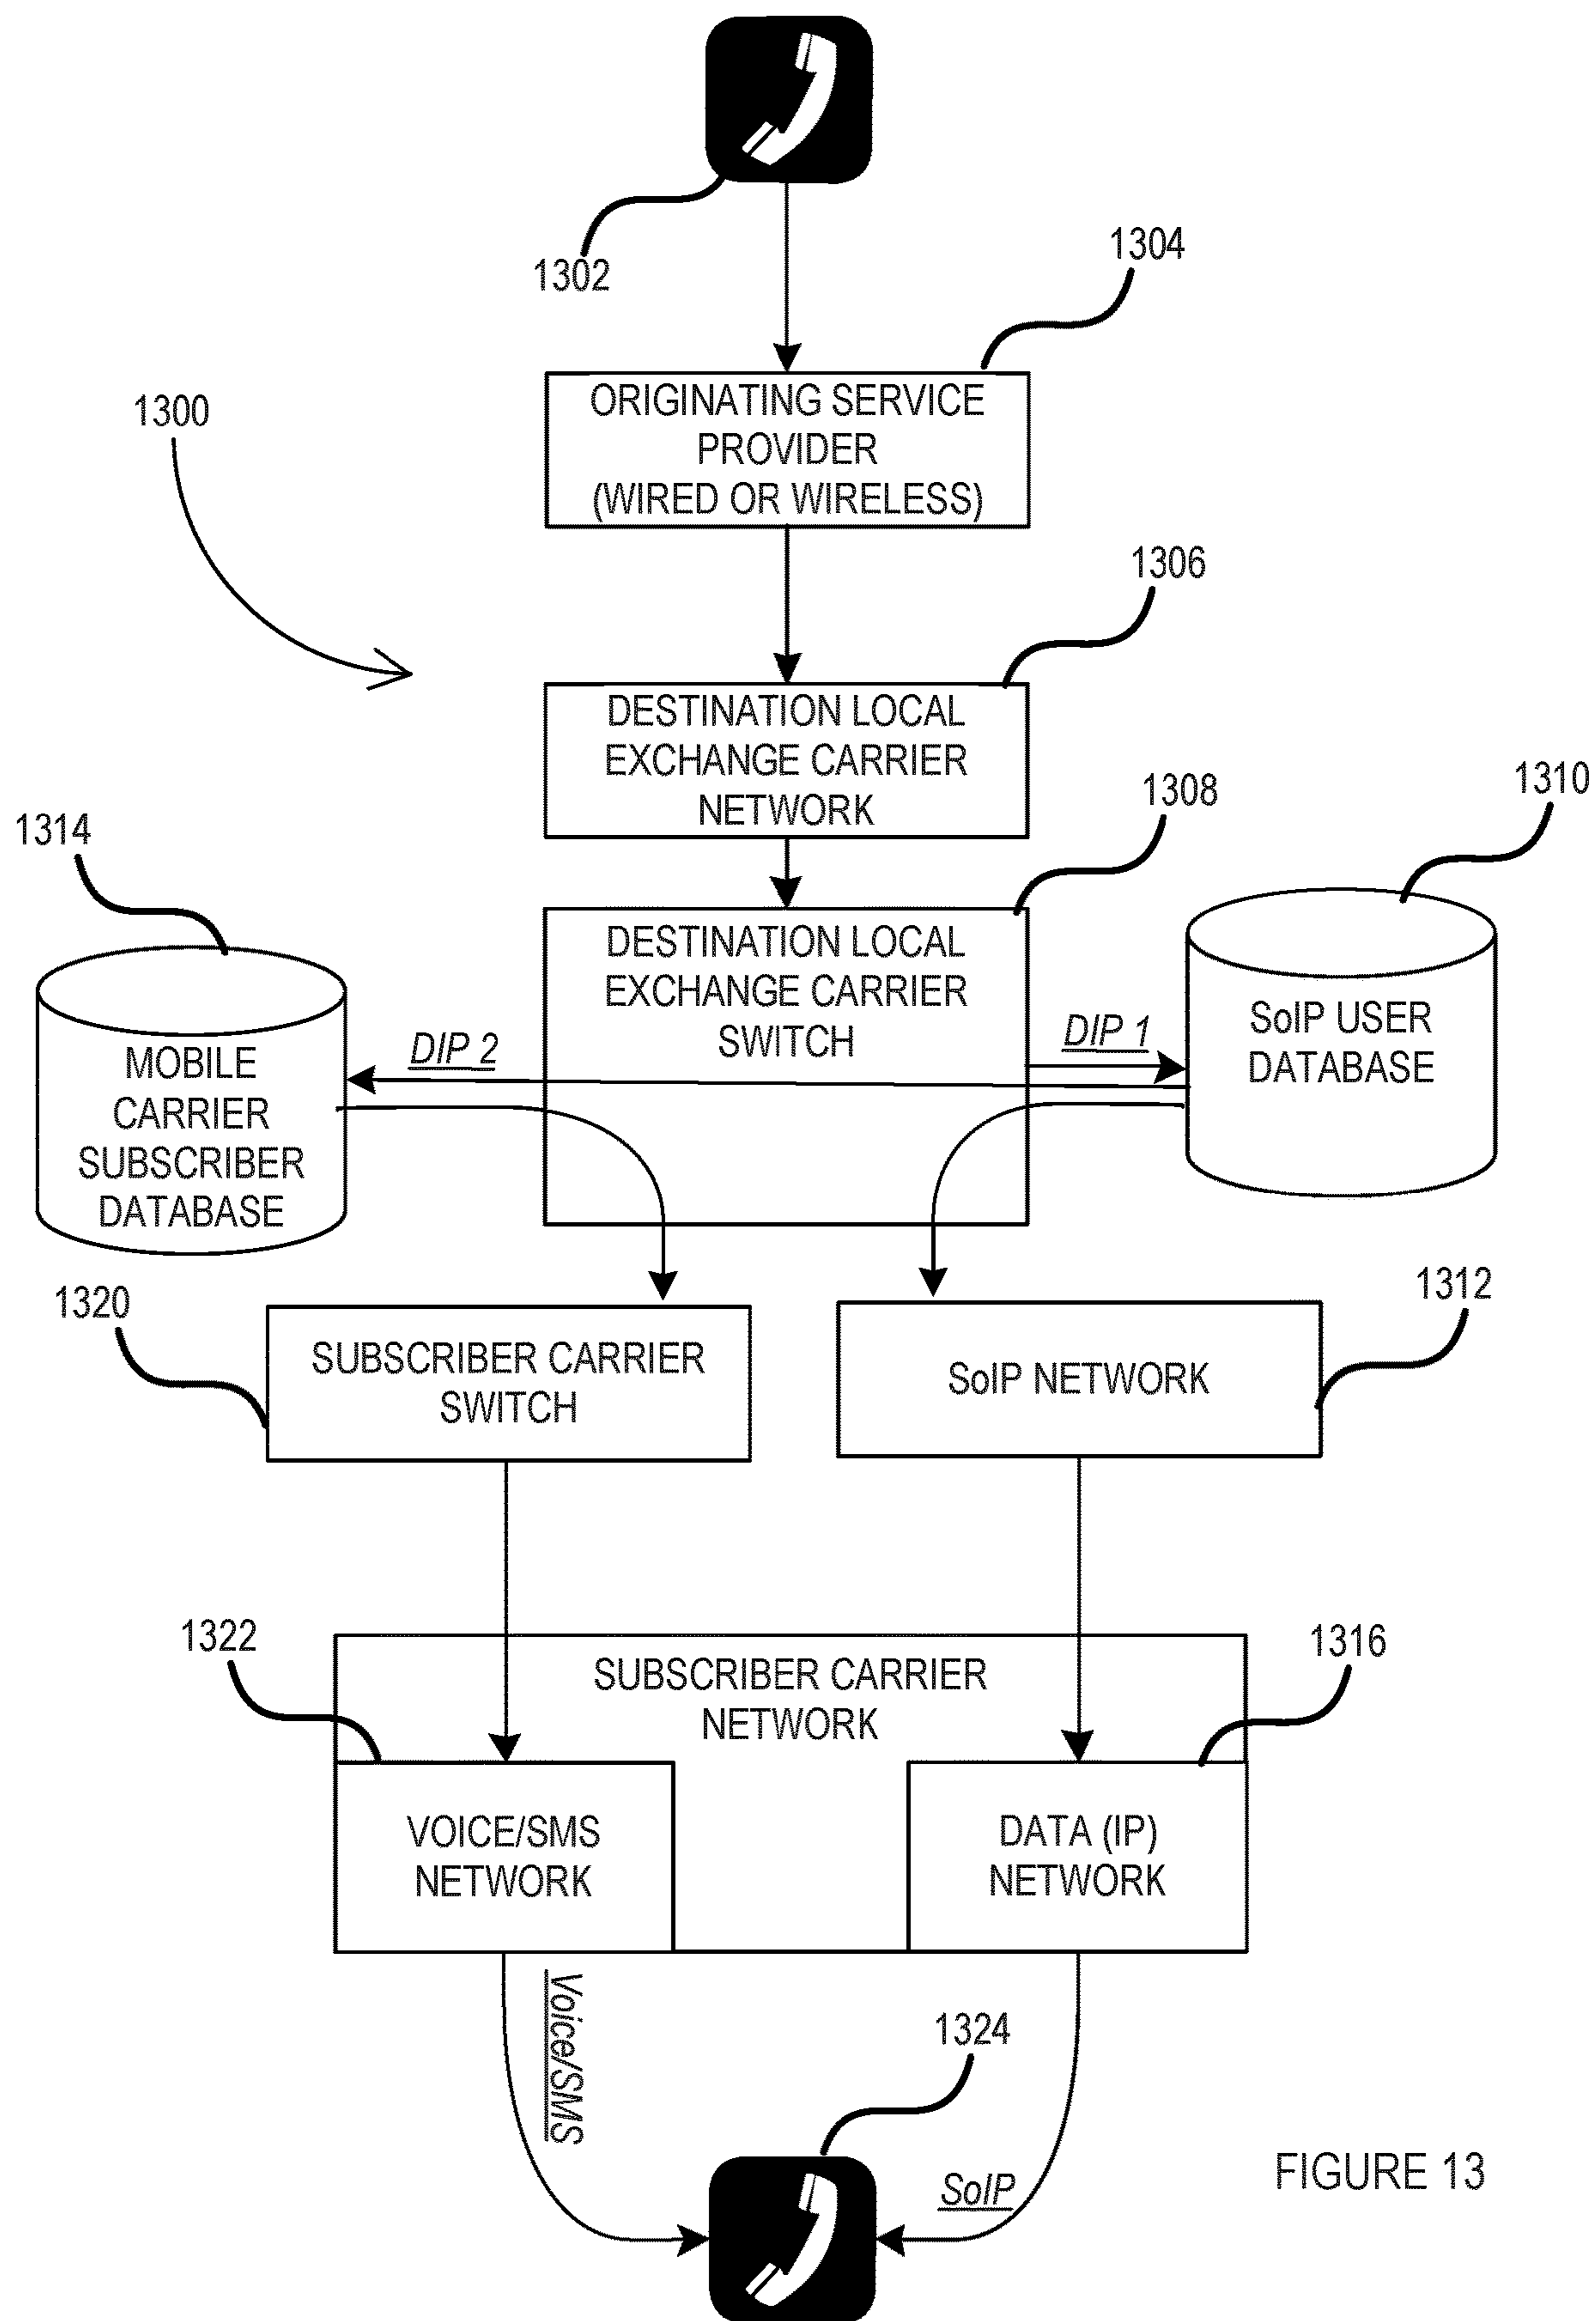 1302
1304
ORIGINATING SERVICE
PROVIDER
(WIRED OR WIRELESS)
1300
1306
DESTINATION LOCAL
EXCHANGE CARRIER
NETWORK
1308
1310
1314
DESTINATION LOCAL
EXCHANGE CARRIER
SWITCH
SoIP USER
DATABASE
DIP 1
DIP 2
MOBILE
CARRIER
SUBSCRIBER
DATABASE
1320
1312
SUBSCRIBER CARRIER
SWITCH
SoIP NETWORK
1322
1316
SUBSCRIBER CARRIER
NETWORK
VOICE/SMS
NETWORK
DATA (IP)
NETWORK
Voice/SMS
1324
SoIP
FIGURE 13